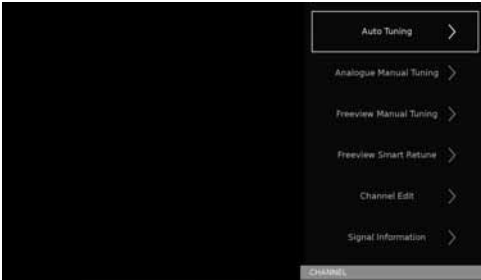 Auto Tuning
Analogue Manual Tuning
Freeview Manual Tuning
Freeview Smart Retune
Channel Edit
Signal Information
CHANNEL